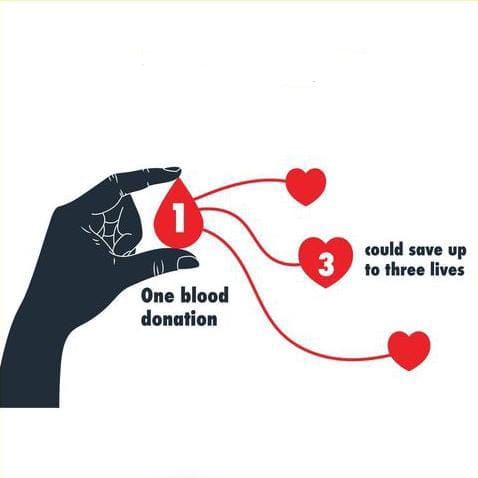 1
3
could save up
to three lives
One blood
donation